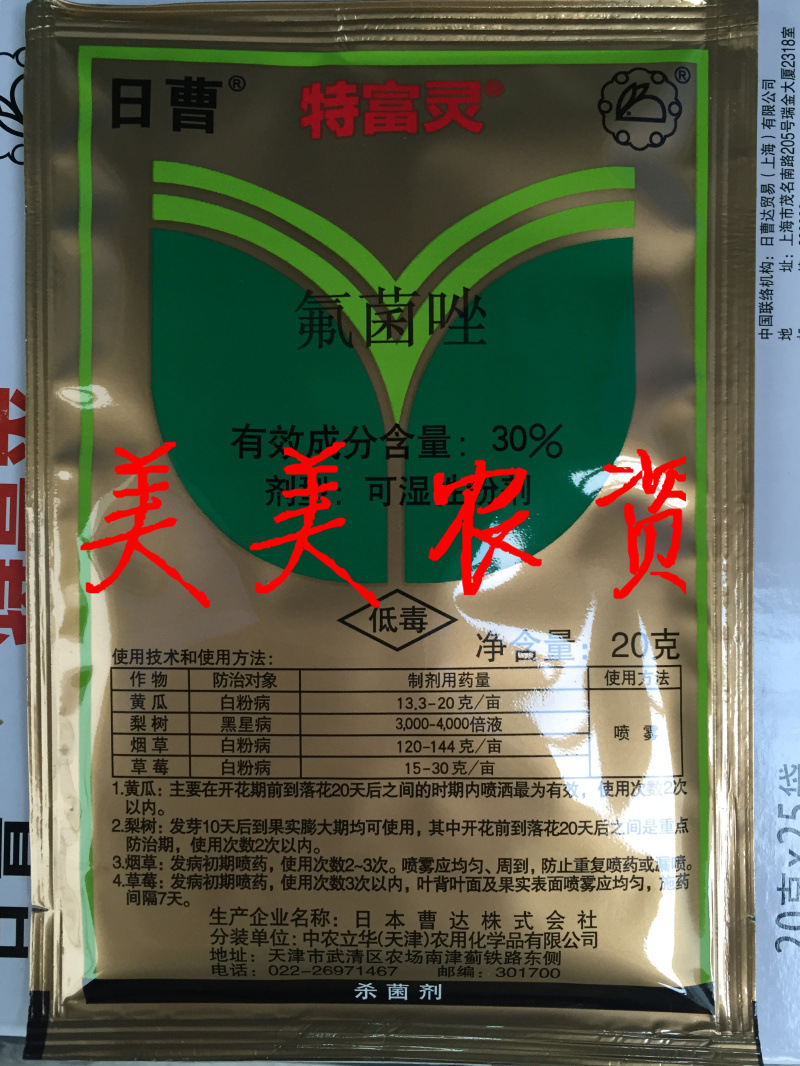 日曹® 特富灵® ®
氟菌唑
有效成分含量：30%
剂型：可湿性粉剂
美美农资
低毒
净含量：20克
使用技术和使用方法：
作物 防治对象 制剂用药量 使用方法
黄瓜 白粉病 13.3-20克/亩 喷雾
梨树 黑星病 3,000-4,000倍液
烟草 白粉病 120-144克/亩
草莓 白粉病 15-30克/亩
1.黄瓜：主要在开花期前到落花20天后之间的时期内喷洒最为有效，使用次数2次
以内。
2.梨树：发芽10天后到果实膨大期均可使用，其中开花前到落花20天后之间是重点
防治期，使用次数2次以内。
3.烟草：发病初期喷药，使用次数2~3次。喷雾应均匀、周到，防止重复喷药或漏喷。
4.草莓：发病初期喷药，使用次数3次以内，叶背叶面及果实表面喷雾应均匀，施药
间隔7天。
生产企业名称：日本曹达株式会社
分装单位：中农立华(天津)农用化学品有限公司
地址：天津市武清区农场南津蓟铁路东侧
电话：022-26971467 邮编：301700
杀菌剂
中国联络机构：日曹达贸易（上海）有限公司
地 址：上海市茂名南路205号瑞金大厦2318室
20克×25袋